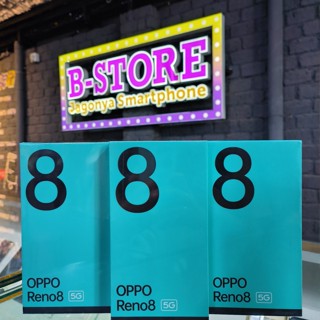 B-STORE
Jagonya Smartphone
8
OPPO
Reno8 5G
8
OPPO
Reno8 5G
8
OPPO
Reno8 5G